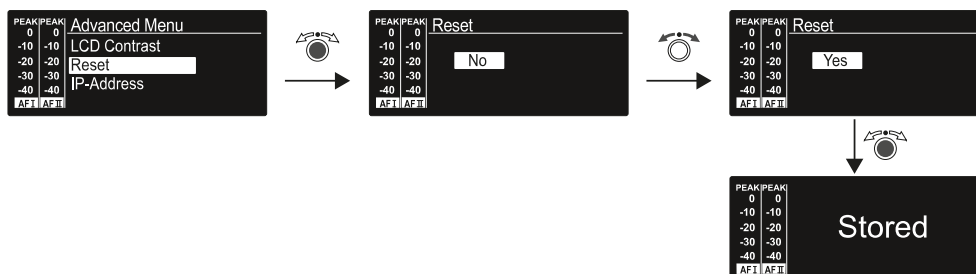 PEAK PEAK Advanced Menu
0 0
-10 -10 LCD Contrast
-20 -20 Reset
-30 -30 IP-Address
-40 -40
AF I AF II
PEAK PEAK Reset
0 0
-10 -10
-20 -20 No
-30 -30
-40 -40
AF I AF II
PEAK PEAK Reset
0 0
-10 -10
-20 -20 Yes
-30 -30
-40 -40
AF I AF II
PEAK PEAK
0 0
-10 -10
-20 -20 Stored
-30 -30
-40 -40
AF I AF II